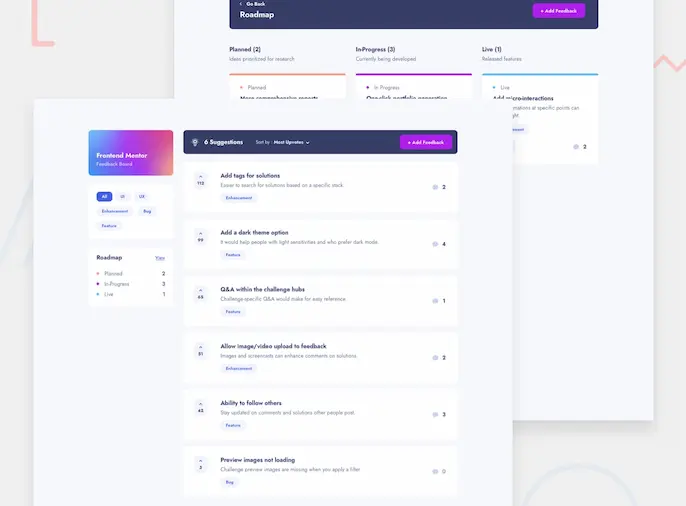 Go Back
Roadmap
+ Add Feedback
Planned (2)
Ideas prioritized for research
In-Progress (3)
Currently being developed
Live (1)
Released features
Planned
In Progress
Live
More comprehensive reports
One-click portfolio generation
Add micro-interactions
animations at specific points can
2
Frontend Mentor
Feedback Board
All
UI
UX
Enhancement
Bug
Feature
Roadmap
View
Planned
2
In-Progress
3
Live
1
6 Suggestions
Sort by : Most Upvotes
+ Add Feedback
112
Add tags for solutions
Easier to search for solutions based on a specific stack.
Enhancement
2
99
Add a dark theme option
It would help people with light sensitivities and who prefer dark mode.
Feature
4
65
Q&A within the challenge hubs
Challenge-specific Q&A would make for easy reference.
Feature
1
51
Allow image/video upload to feedback
Images and screencasts can enhance comments on solutions.
Enhancement
2
42
Ability to follow others
Stay updated on comments and solutions other people post.
Feature
3
3
Preview images not loading
Challenge preview images are missing when you apply a filter.
Bug
0